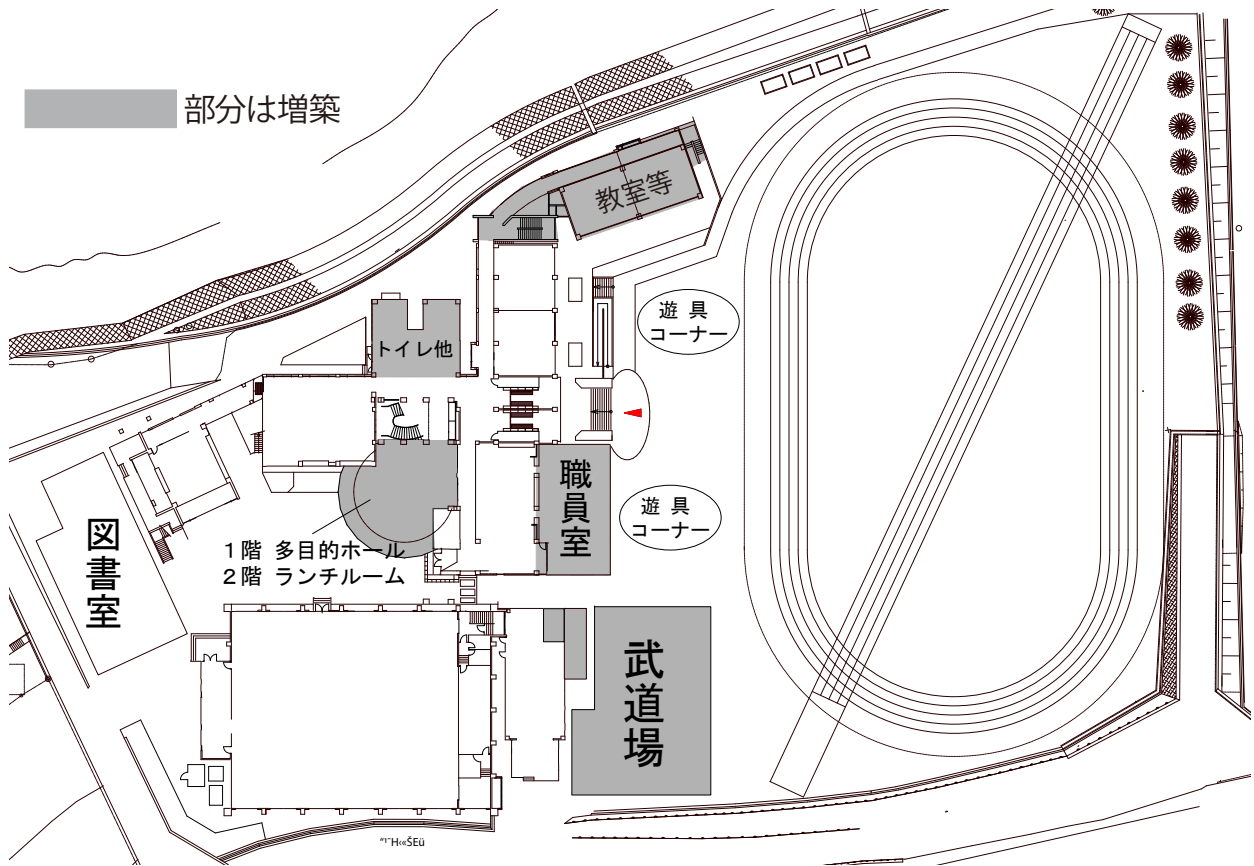 部分は増築
教室等
遊 具
コーナー
トイレ他
職員室
遊 具
コーナー
図書室
1階 多目的ホール
2階 ランチルーム
武道場